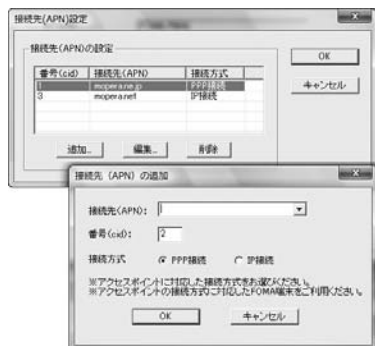 接続先(APN)設定
接続先(APN)の設定
番号(cid) 接続先(APN) 接続方式
1 mopera.ne.jp PPP接続
3 mopera.net IP接続
追加... 編集... 削除
OK
キャンセル
接続先 (APN) の追加
接続先(APN):
番号(cid): 2
接続方式 PPP接続 IP接続
※アクセスポイントに対応した接続方式をお選びください。
※アクセスポイントの接続方式に対応したFOMA端末をご利用ください。
OK キャンセル